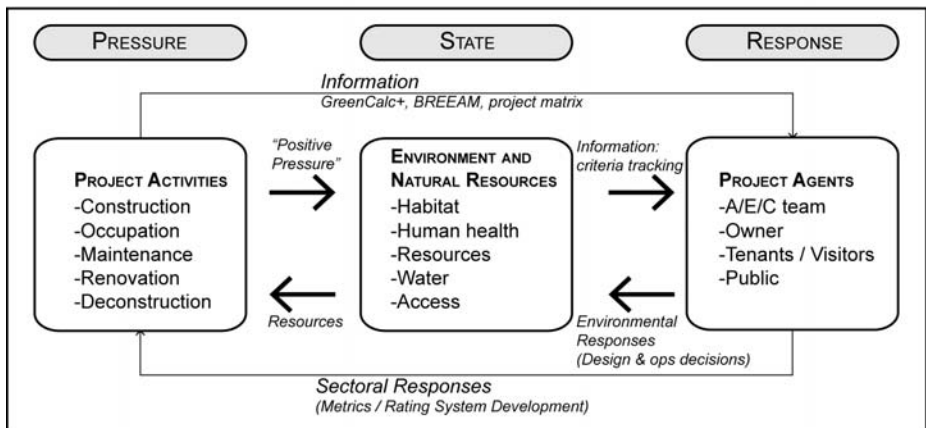 PRESSURE
STATE
RESPONSE
Information
GreenCalc+, BREEAM, project matrix
PROJECT ACTIVITIES
-Construction
-Occupation
-Maintenance
-Renovation
-Deconstruction
"Positive
Pressure"
Resources
ENVIRONMENT AND
NATURAL RESOURCES
-Habitat
-Human health
-Resources
-Water
-Access
Information:
criteria tracking
Environmental
Responses
(Design & ops decisions)
PROJECT AGENTS
-A/E/C team
-Owner
-Tenants / Visitors
-Public
Sectoral Responses
(Metrics / Rating System Development)